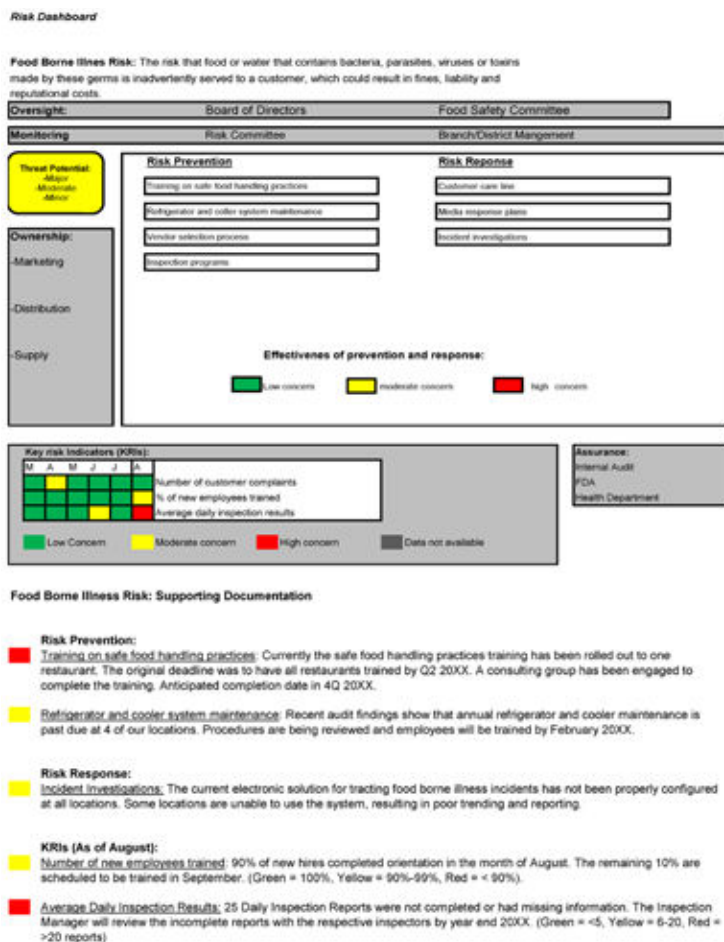 Risk Dashboard
Food Borne Illnes Risk: The risk that food or water that contains bacteria, parasites, viruses or toxins
made by these germs is inadvertently served to a customer, which could result in fines, liability and
reputational costs.
Oversight: Board of Directors Food Safety Committee
Monitoring Risk Committee Branch/District Mangement
Threat Potential:
-Major
-Moderate
-Minor
Risk Prevention Risk Reponse
Training on safe food handling practices Customer care line
Refrigerator and coller system maintenance Media response plans
Ownership:
Vendor selection process Incident investigations
-Marketing
Inspection programs
-Distribution
-Supply
Effectivenes of prevention and response:
Low concern moderate concern high concern
Key risk Indicators (KRIs):
M A M J J A
Number of customer complaints
% of new employees trained
Average daily inspection results
Low Concern Moderate concern High concern Data not available
Assurance:
Internal Audit
FDA
Health Department
Food Borne Illness Risk: Supporting Documentation
Risk Prevention:
Training on safe food handling practices: Currently the safe food handling practices training has been rolled out to one
restaurant. The original deadline was to have all restaurants trained by Q2 20XX. A consulting group has been engaged to
complete the training. Anticipated completion date in 4Q 20XX.
Refrigerator and cooler system maintenance: Recent audit findings show that annual refrigerator and cooler maintenance is
past due at 4 of our locations. Procedures are being reviewed and employees will be trained by February 20XX.
Risk Response:
Incident Investigations: The current electronic solution for tracting food borne illness incidents has not been properly configured
at all locations. Some locations are unable to use the system, resulting in poor trending and reporting.
KRIs (As of August):
Number of new employees trained: 90% of new hires completed orientation in the month of August. The remaining 10% are
scheduled to be trained in September. (Green = 100%, Yellow = 90%-99%, Red = < 90%).
Average Daily Inspection Results: 25 Daily Inspection Reports were not completed or had missing information. The Inspection
Manager will review the incomplete reports with the respective inspectors by year end 20XX. (Green = <5, Yellow = 6-20, Red =
>20 reports)